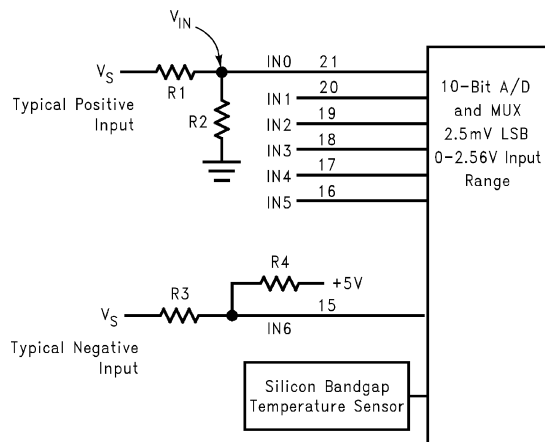 V_IN
V_S
R1
IN0
21
Typical Positive
Input
R2
IN1
20
IN2
19
IN3
18
IN4
17
IN5
16
10-Bit A/D
and MUX
2.5mV LSB
0-2.56V Input
Range
R4
+5V
R3
V_S
15
IN6
Typical Negative
Input
Silicon Bandgap
Temperature Sensor